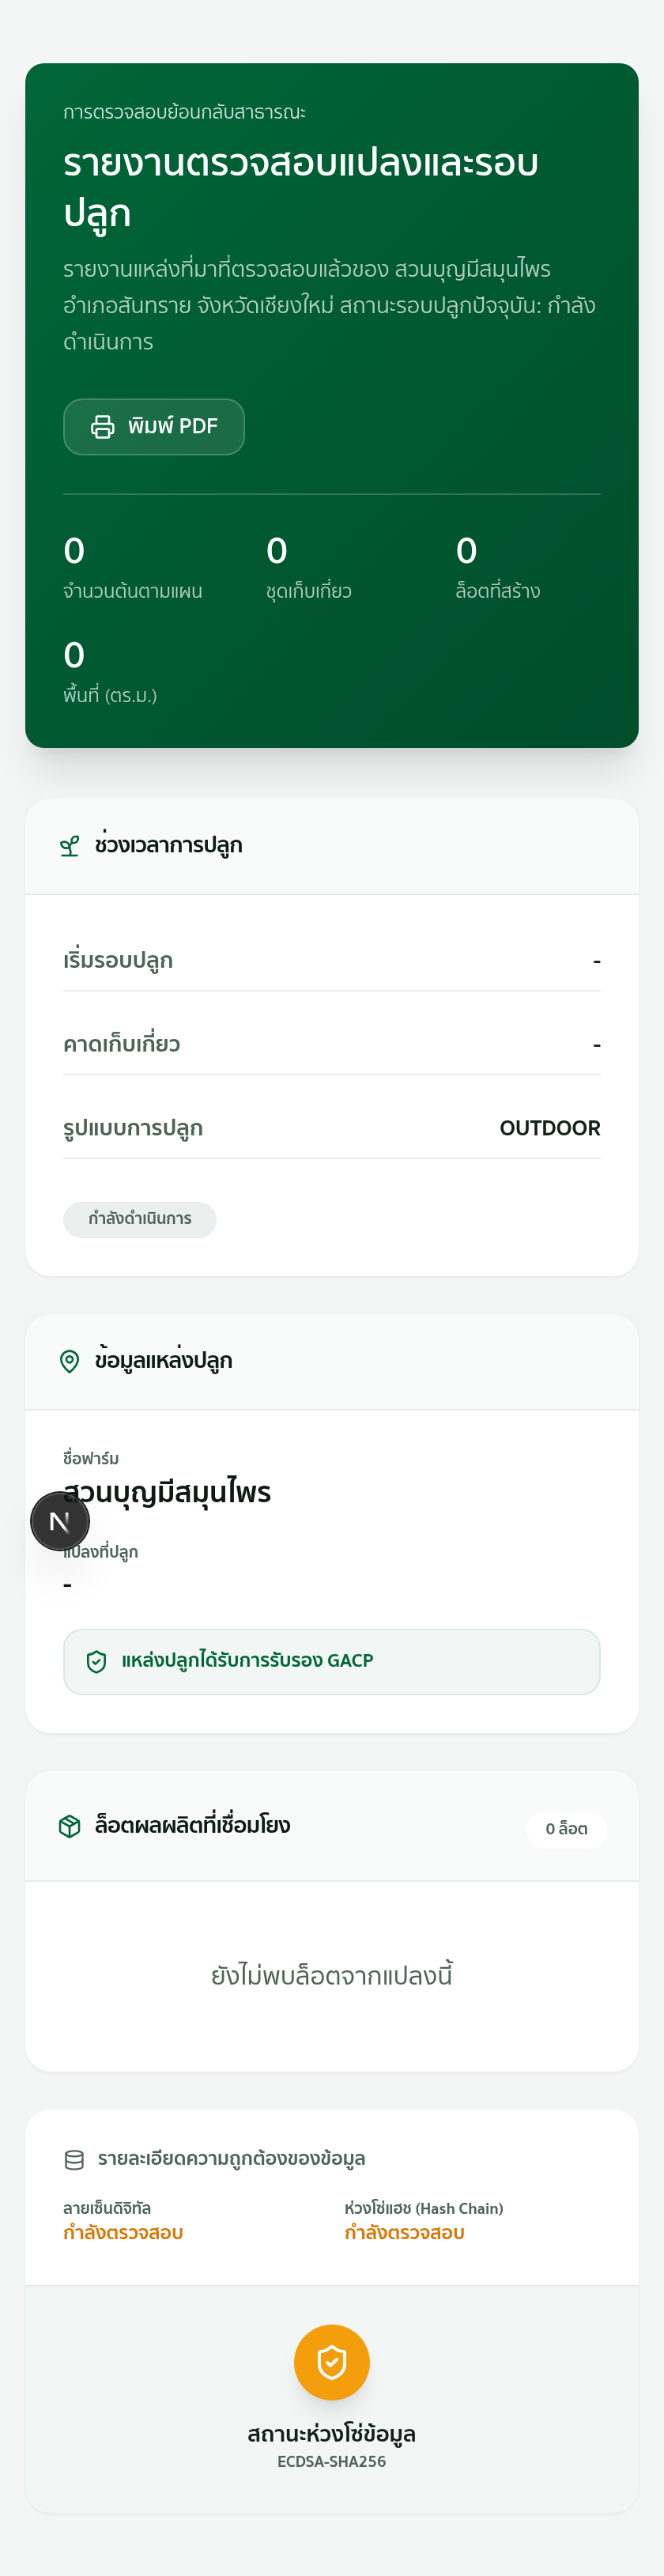 การตรวจสอบย้อนกลับสาธารณะ
รายงานตรวจสอบแปลงและรอบ
ปลูก
รายงานแหล่งที่มาที่ตรวจสอบแล้วของ สวนบุญมีสมุนไพร
อำเภอสันทราย จังหวัดเชียงใหม่ สถานะรอบปลูกปัจจุบัน: กำลัง
ดำเนินการ
พิมพ์ PDF
0 0 0
จำนวนต้นตามแผน ชุดเก็บเกี่ยว ล็อตที่สร้าง
0
พื้นที่ (ตร.ม.)
ช่วงเวลาการปลูก
เริ่มรอบปลูก -
คาดเก็บเกี่ยว -
รูปแบบการปลูก OUTDOOR
กำลังดำเนินการ
ข้อมูลแหล่งปลูก
ชื่อฟาร์ม
สวนบุญมีสมุนไพร
N
แปลงที่ปลูก
-
แหล่งปลูกได้รับการรับรอง GACP
ล็อตผลผลิตที่เชื่อมโยง 0 ล็อต
ยังไม่พบล็อตจากแปลงนี้
รายละเอียดความถูกต้องของข้อมูล
ลายเซ็นดิจิทัล ห่วงโซ่แฮช (Hash Chain)
กำลังตรวจสอบ กำลังตรวจสอบ
สถานะห่วงโซ่ข้อมูล
ECDSA-SHA256